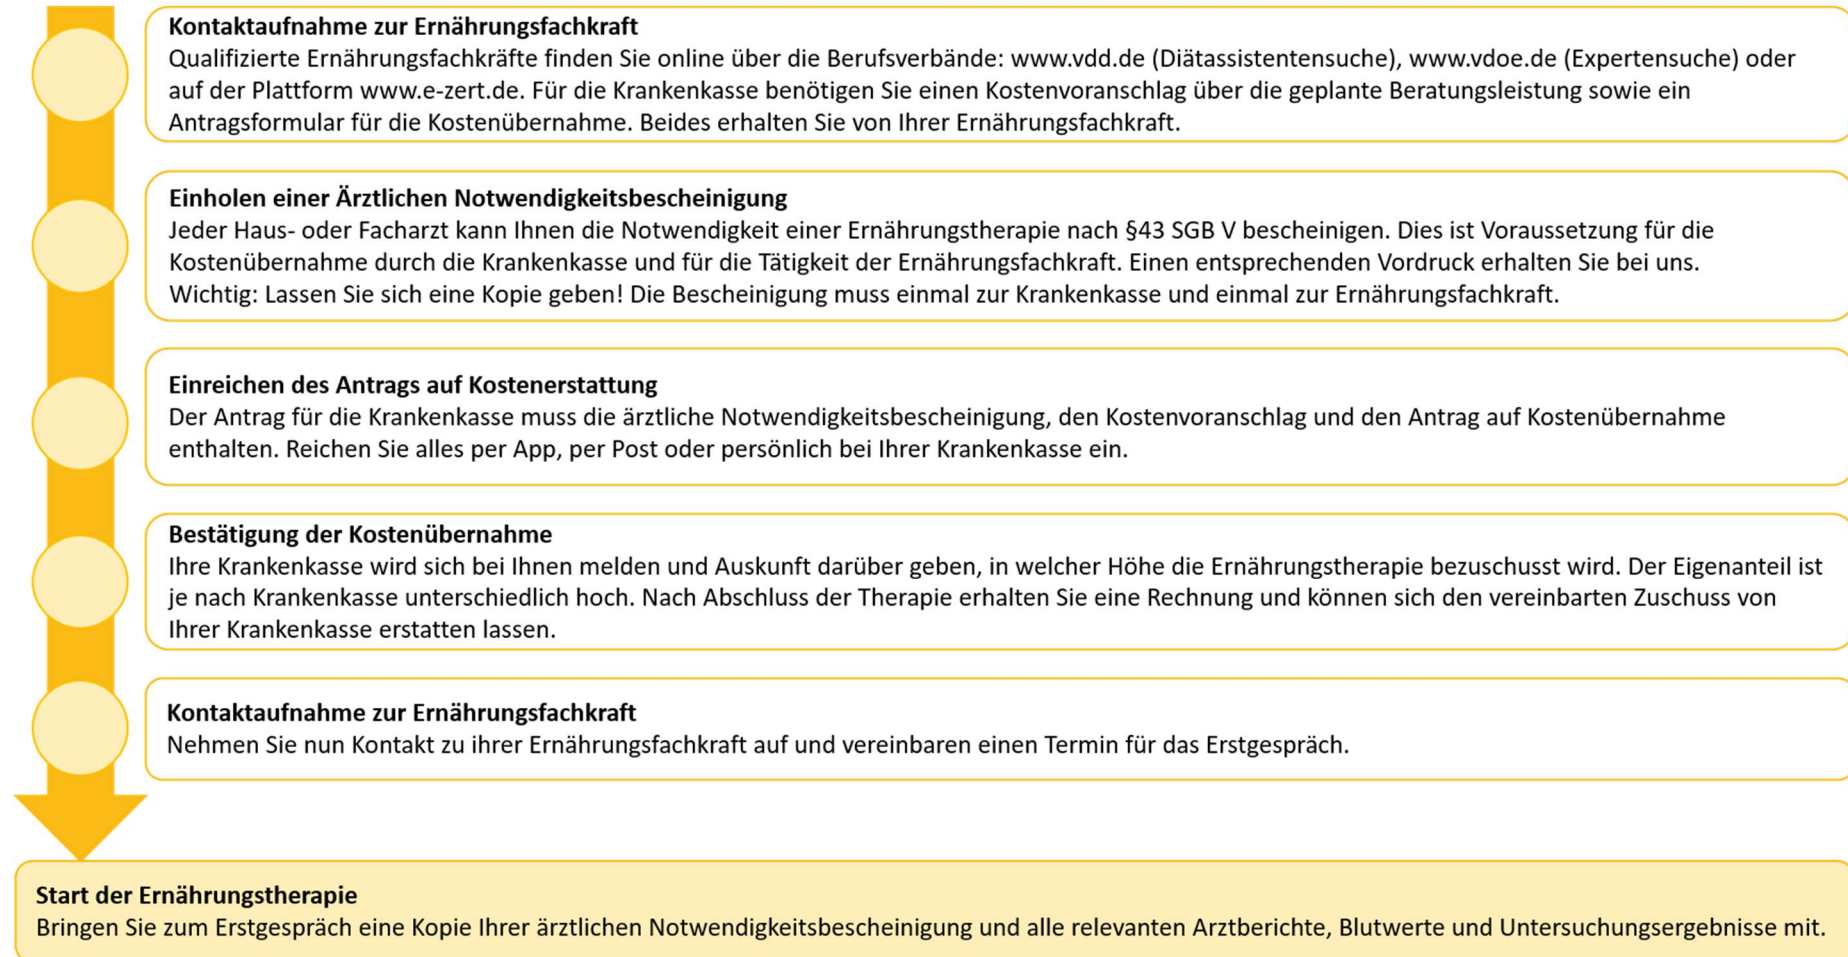 Kontaktaufnahme zur Ernährungsfachkraft
Qualifizierte Ernährungsfachkräfte finden Sie online über die Berufsverbände: www.vdd.de (Diätassistentensuche), www.vdoe.de (Expertensuche) oder
auf der Plattform www.e-zert.de. Für die Krankenkasse benötigen Sie einen Kostenvoranschlag über die geplante Beratungsleistung sowie ein
Antragsformular für die Kostenübernahme. Beides erhalten Sie von Ihrer Ernährungsfachkraft.
Einholen einer Ärztlichen Notwendigkeitsbescheinigung
Jeder Haus- oder Facharzt kann Ihnen die Notwendigkeit einer Ernährungstherapie nach §43 SGB V bescheinigen. Dies ist Voraussetzung für die
Kostenübernahme durch die Krankenkasse und für die Tätigkeit der Ernährungsfachkraft. Einen entsprechenden Vordruck erhalten Sie bei uns.
Wichtig: Lassen Sie sich eine Kopie geben! Die Bescheinigung muss einmal zur Krankenkasse und einmal zur Ernährungsfachkraft.
Einreichen des Antrags auf Kostenerstattung
Der Antrag für die Krankenkasse muss die ärztliche Notwendigkeitsbescheinigung, den Kostenvoranschlag und den Antrag auf Kostenübernahme
enthalten. Reichen Sie alles per App, per Post oder persönlich bei Ihrer Krankenkasse ein.
Bestätigung der Kostenübernahme
Ihre Krankenkasse wird sich bei Ihnen melden und Auskunft darüber geben, in welcher Höhe die Ernährungstherapie bezuschusst wird. Der Eigenanteil ist
je nach Krankenkasse unterschiedlich hoch. Nach Abschluss der Therapie erhalten Sie eine Rechnung und können sich den vereinbarten Zuschuss von
Ihrer Krankenkasse erstatten lassen.
Kontaktaufnahme zur Ernährungsfachkraft
Nehmen Sie nun Kontakt zu ihrer Ernährungsfachkraft auf und vereinbaren einen Termin für das Erstgespräch.
Start der Ernährungstherapie
Bringen Sie zum Erstgespräch eine Kopie Ihrer ärztlichen Notwendigkeitsbescheinigung und alle relevanten Arztberichte, Blutwerte und Untersuchungsergebnisse mit.